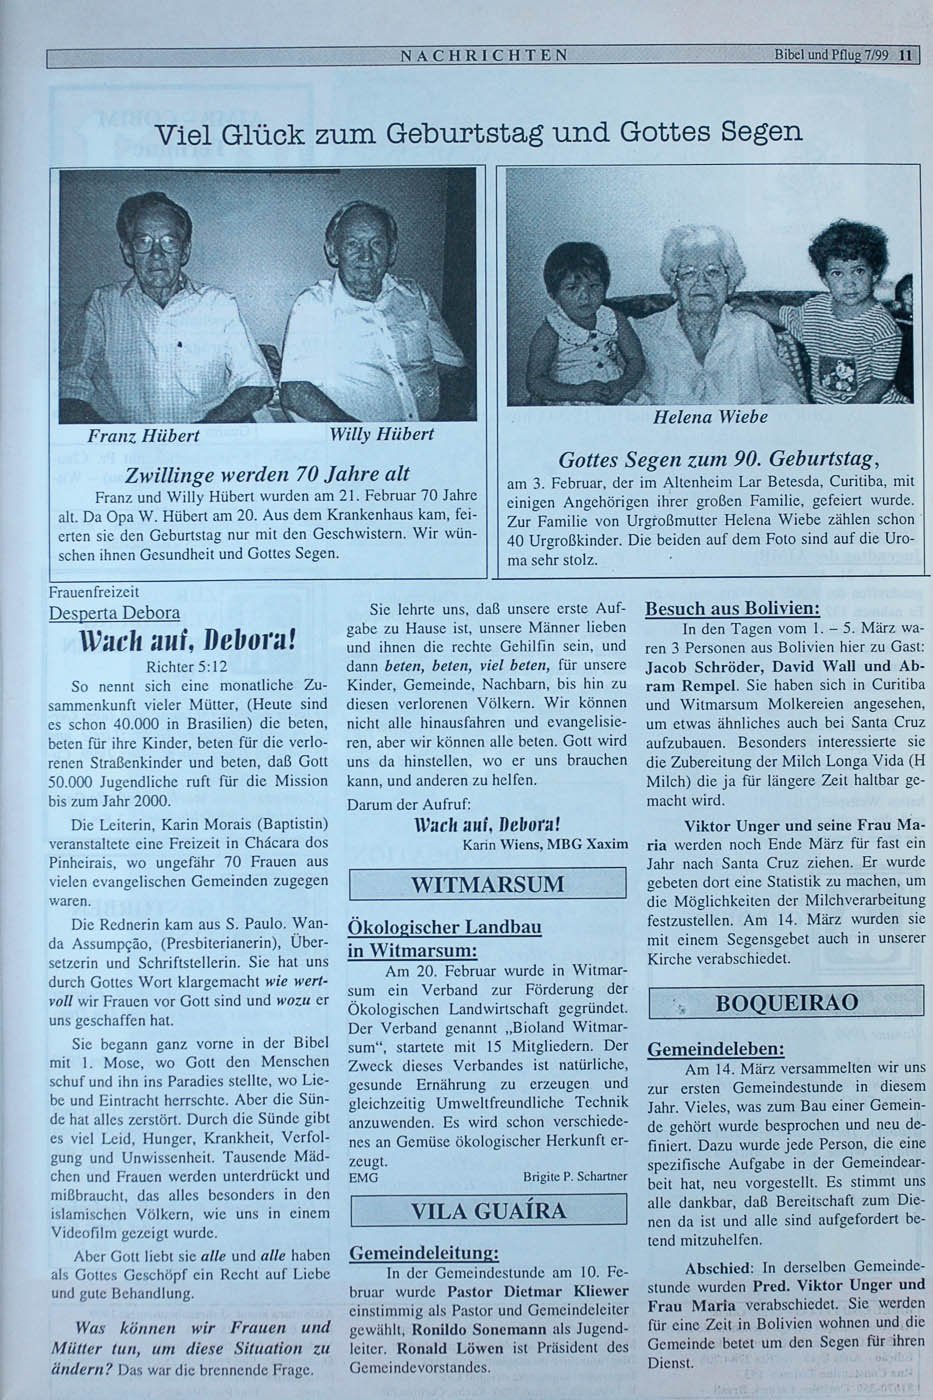 NACHRICHTEN
Bibel und Pflug 7/99 11
Viel Glück zum Geburtstag und Gottes Segen
Franz Hübert
Willy Hübert
Zwillinge werden 70 Jahre alt
Franz und Willy Hübert wurden am 21. Februar 70 Jahre
alt. Da Opa W. Hübert am 20. Aus dem Krankenhaus kam, fei-
erten sie den Geburtstag nur mit den Geschwistern. Wir wün-
schen ihnen Gesundheit und Gottes Segen.
Helena Wiebe
Gottes Segen zum 90. Geburtstag,
am 3. Februar, der im Altenheim Lar Betesda, Curitiba, mit
einigen Angehörigen ihrer großen Familie, gefeiert wurde.
Zur Familie von Urgroßmutter Helena Wiebe zählen schon
40 Urgroßkinder. Die beiden auf dem Foto sind auf die Uro-
ma sehr stolz.
Frauenfreizeit
Desperta Debora
Wach auf, Debora!
Richter 5:12
So nennt sich eine monatliche Zu-
sammenkunft vieler Mütter, (Heute sind
es schon 40.000 in Brasilien) die beten,
beten für ihre Kinder, beten für die verlo-
renen Straßenkinder und beten, daß Gott
50.000 Jugendliche ruft für die Mission
bis zum Jahr 2000.
Die Leiterin, Karin Morais (Baptistin)
veranstaltete eine Freizeit in Chácara dos
Pinheirais, wo ungefähr 70 Frauen aus
vielen evangelischen Gemeinden zugegen
waren.
Die Rednerin kam aus S. Paulo. Wan-
da Assumpção, (Presbiterianerin), Über-
setzerin und Schriftstellerin. Sie hat uns
durch Gottes Wort klargemacht wie wert-
voll wir Frauen vor Gott sind und wozu er
uns geschaffen hat.
Sie begann ganz vorne in der Bibel
mit 1. Mose, wo Gott den Menschen
schuf und ihn ins Paradies stellte, wo Lie-
be und Eintracht herrschte. Aber die Sün-
de hat alles zerstört. Durch die Sünde gibt
es viel Leid, Hunger, Krankheit, Verfol-
gung und Unwissenheit. Tausende Mäd-
chen und Frauen werden unterdrückt und
mißbraucht, das alles besonders in den
islamischen Völkern, wie uns in einem
Videofilm gezeigt wurde.
Aber Gott liebt sie alle und alle haben
als Gottes Geschöpf ein Recht auf Liebe
und gute Behandlung.
Was können wir Frauen und
Mütter tun, um diese Situation zu
ändern? Das war die brennende Frage.
Sie lehrte uns, daß unsere erste Auf-
gabe zu Hause ist, unsere Männer lieben
und ihnen die rechte Gehilfin sein, und
dann beten, beten, viel beten, für unsere
Kinder, Gemeinde, Nachbarn, bis hin zu
diesen verlorenen Völkern. Wir können
nicht alle hinausfahren und evangelisie-
ren, aber wir können alle beten. Gott wird
uns da hinstellen, wo er uns brauchen
kann, und anderen zu helfen.
Darum der Aufruf:
Wach auf, Debora!
Karin Wiens, MBG Xaxim
WITMARSUM
Ökologischer Landbau
in Witmarsum:
Am 20. Februar wurde in Witmar-
sum ein Verband zur Förderung der
Ökologischen Landwirtschaft gegründet.
Der Verband genannt „Bioland Witmar-
sum“, startete mit 15 Mitgliedern. Der
Zweck dieses Verbandes ist natürliche,
gesunde Ernährung zu erzeugen und
gleichzeitig Umweltfreundliche Technik
anzuwenden. Es wird schon verschiede-
nes an Gemüse ökologischer Herkunft er-
zeugt.
EMG Brigite P. Schartner
VILA GUAÍRA
Gemeindeleitung:
In der Gemeindestunde am 10. Fe-
bruar wurde Pastor Dietmar Kliewer
einstimmig als Pastor und Gemeindeleiter
gewählt, Ronildo Sonemann als Jugend-
leiter. Ronald Löwen ist Präsident des
Gemeindevorstandes.
Besuch aus Bolivien:
In den Tagen vom 1. – 5. März wa-
ren 3 Personen aus Bolivien hier zu Gast:
Jacob Schröder, David Wall und Ab-
ram Rempel. Sie haben sich in Curitiba
und Witmarsum Molkereien angesehen,
um etwas ähnliches auch bei Santa Cruz
aufzubauen. Besonders interessierte sie
die Zubereitung der Milch Longa Vida (H
Milch) die ja für längere Zeit haltbar ge-
macht wird.
Viktor Unger und seine Frau Ma-
ria werden noch Ende März für fast ein
Jahr nach Santa Cruz ziehen. Er wurde
gebeten dort eine Statistik zu machen, um
die Möglichkeiten der Milchverarbeitung
festzustellen. Am 14. März wurden sie
mit einem Segensgebet auch in unserer
Kirche verabschiedet.
BOQUEIRAO
Gemeindeleben:
Am 14. März versammelten wir uns
zur ersten Gemeindestunde in diesem
Jahr. Vieles, was zum Bau einer Gemein-
de gehört wurde besprochen und neu de-
finiert. Dazu wurde jede Person, die eine
spezifische Aufgabe in der Gemeindear-
beit hat, neu vorgestellt. Es stimmt uns
alle dankbar, daß Bereitschaft zum Die-
nen da ist und alle sind aufgefordert be-
tend mitzuhelfen.
Abschied: In derselben Gemeinde-
stunde wurden Pred. Viktor Unger und
Frau Maria verabschiedet. Sie werden
für eine Zeit in Bolivien wohnen und die
Gemeinde betet um den Segen für ihren
Dienst.